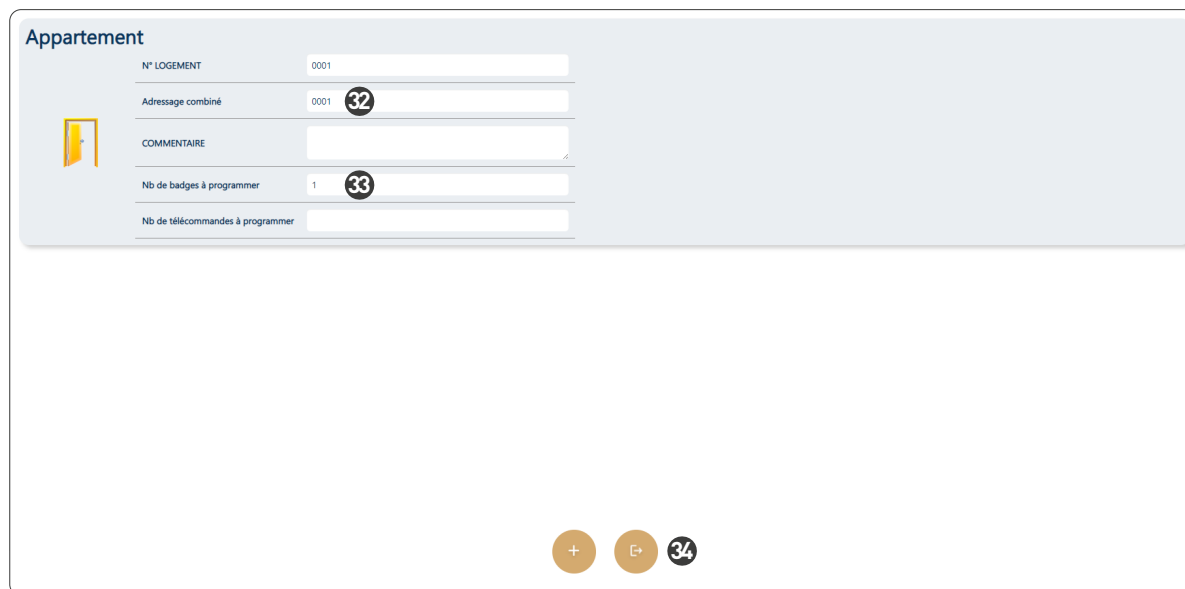 Appartement
N° LOGEMENT 0001
Adressage combiné 0001 32
COMMENTAIRE
Nb de badges à programmer 1 33
Nb de télécommandes à programmer
+ 34